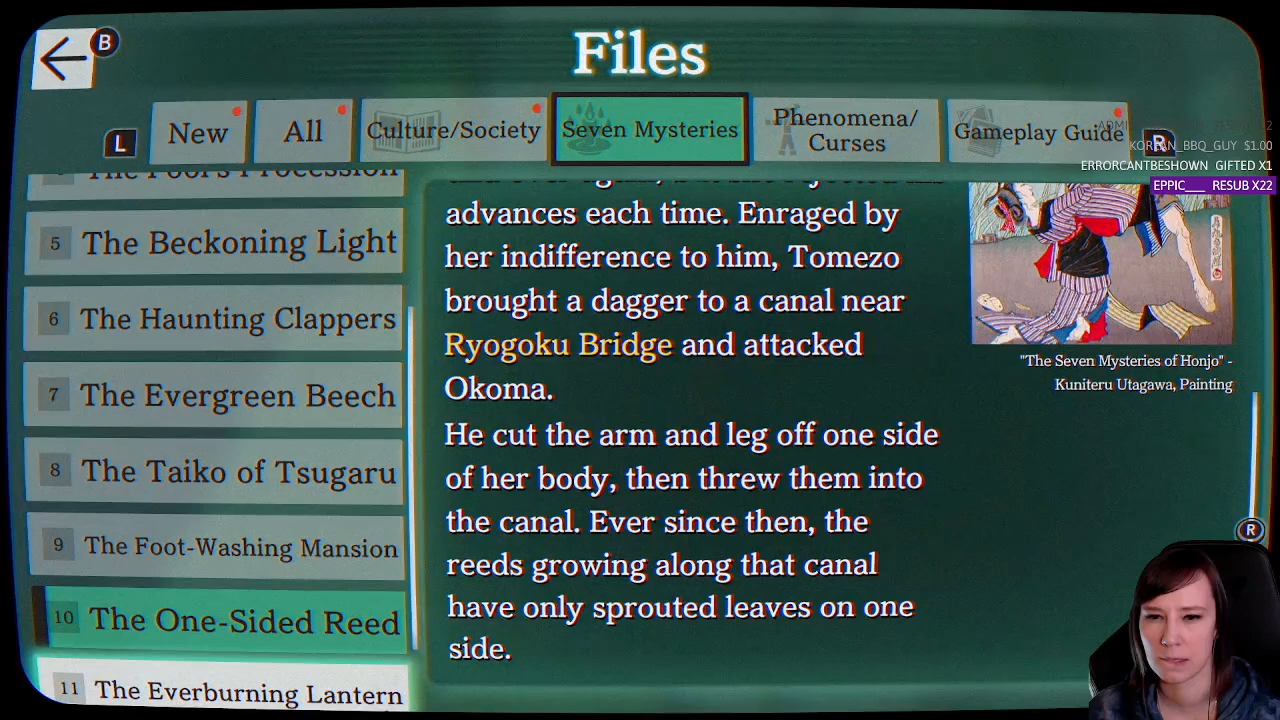 B
Files
L
New
All
Culture/Society
Seven Mysteries
Phenomena/
Curses
Gameplay Guide
R
KOREAN_BBQ_GUY $1.00
ERRORCANTBESHOWN GIFTED X1
EPPIC___ RESUB X22
The Fool's Procession
5 The Beckoning Light
6 The Haunting Clappers
7 The Evergreen Beech
8 The Taiko of Tsugaru
9 The Foot-Washing Mansion
10 The One-Sided Reed
11 The Everburning Lantern
advances each time. Enraged by
her indifference to him, Tomezo
brought a dagger to a canal near
Ryogoku Bridge and attacked
Okoma.
He cut the arm and leg off one side
of her body, then threw them into
the canal. Ever since then, the
reeds growing along that canal
have only sprouted leaves on one
side.
"The Seven Mysteries of Honjo" -
Kuniteru Utagawa, Painting
R